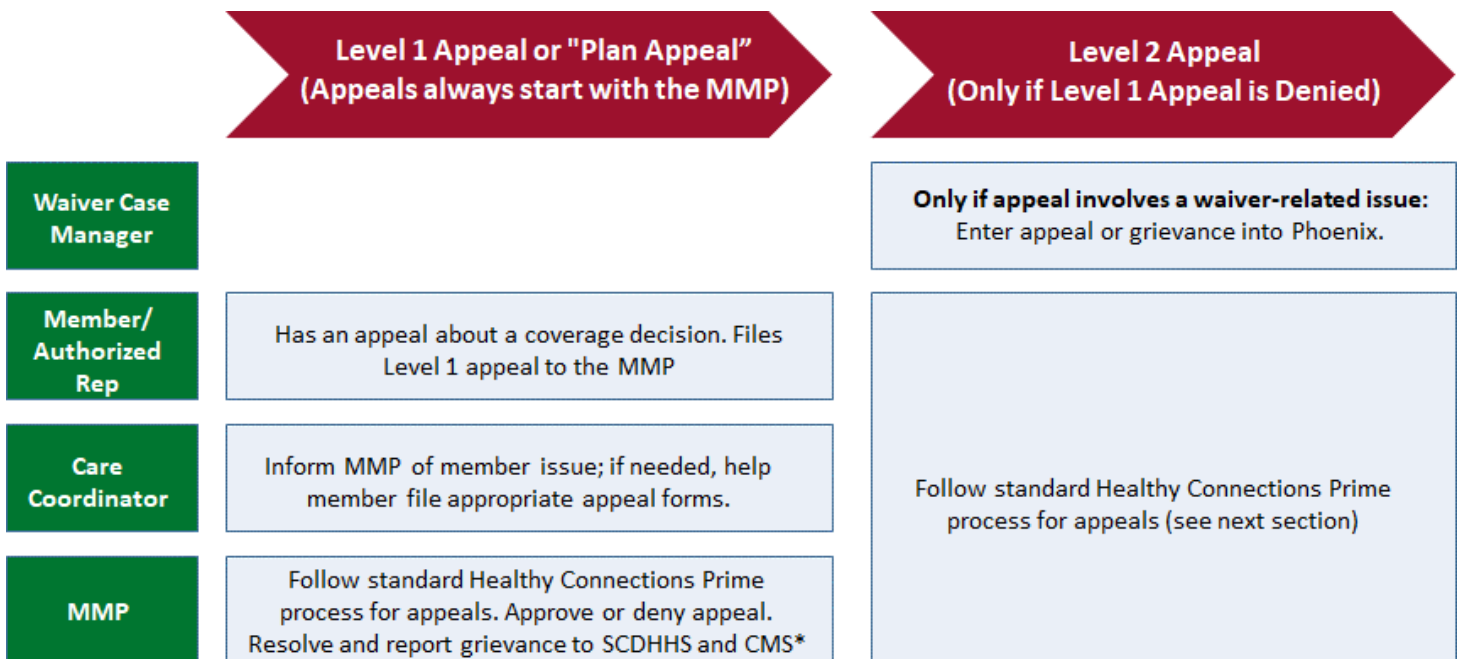 Level 1 Appeal or "Plan Appeal”
(Appeals always start with the MMP)
Level 2 Appeal
(Only if Level 1 Appeal is Denied)
Waiver Case
Manager
Only if appeal involves a waiver-related issue:
Enter appeal or grievance into Phoenix.
Member/
Authorized
Rep
Has an appeal about a coverage decision. Files
Level 1 appeal to the MMP
Care
Coordinator
Inform MMP of member issue; if needed, help
member file appropriate appeal forms.
Follow standard Healthy Connections Prime
process for appeals (see next section)
MMP
Follow standard Healthy Connections Prime
process for appeals. Approve or deny appeal.
Resolve and report grievance to SCDHHS and CMS*